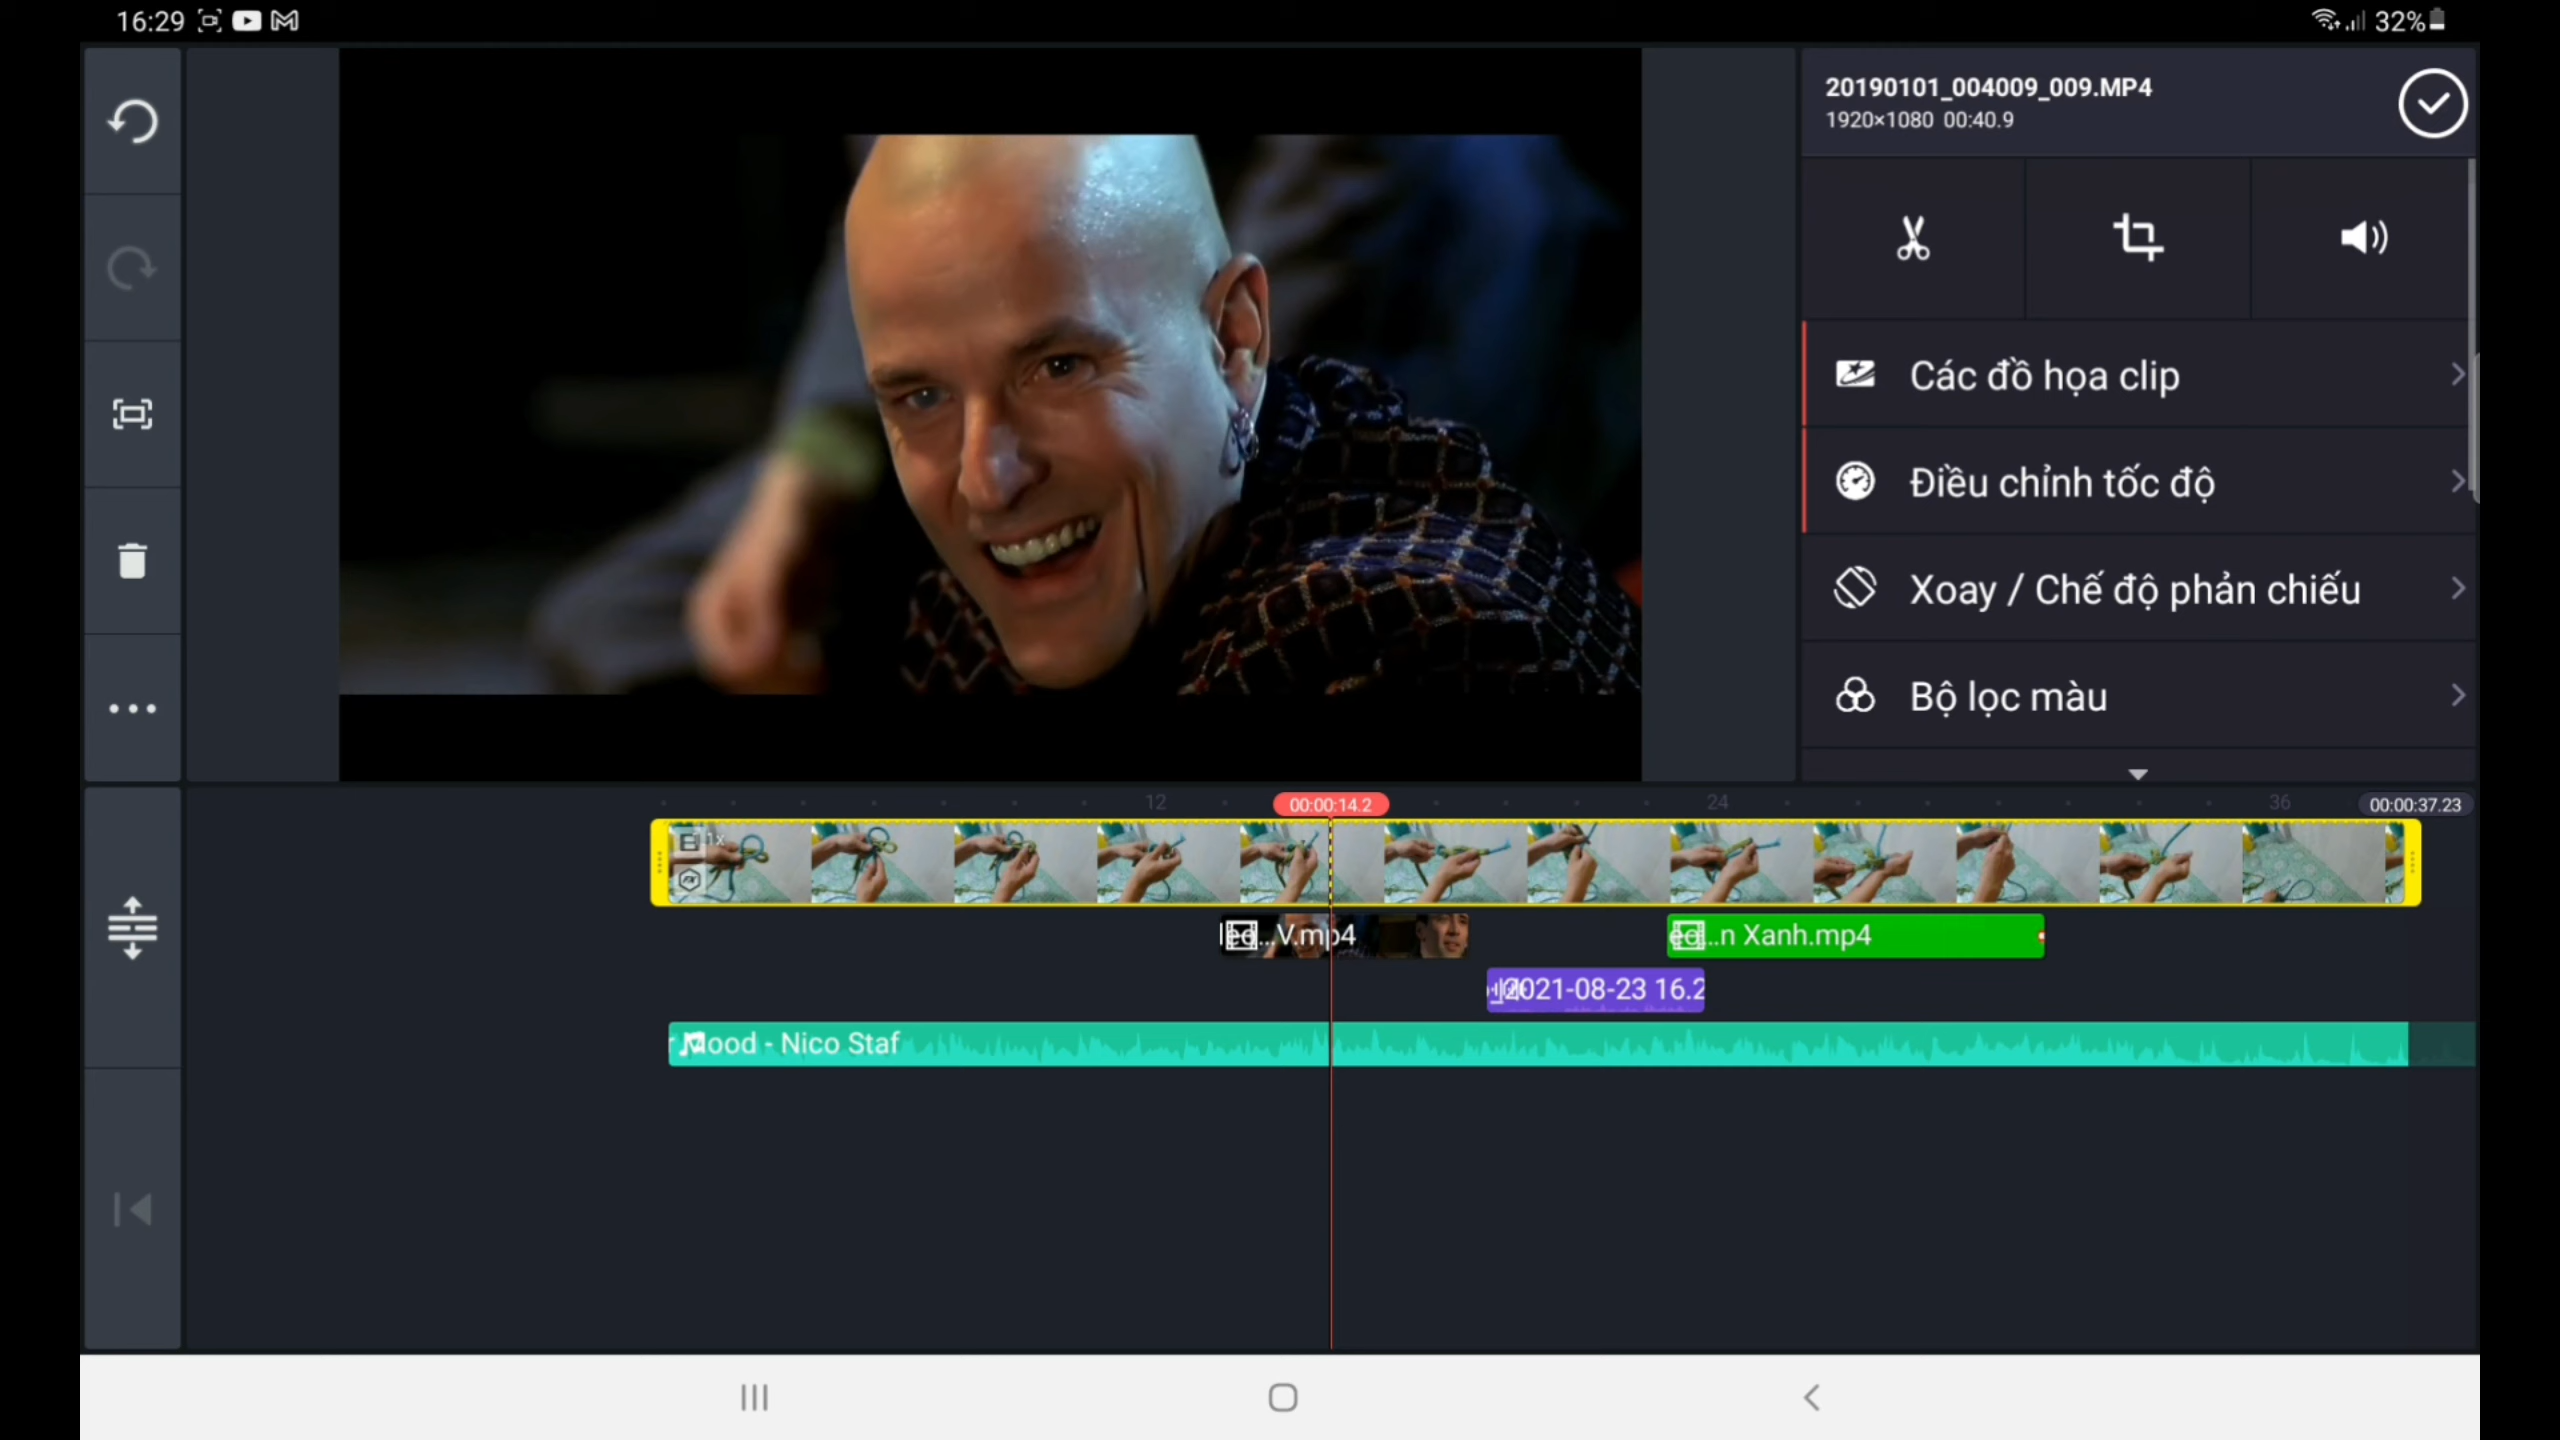 16:29
32%
20190101_004009_009.MP4
1920×1080 00:40.9
Các đồ họa clip
Điều chỉnh tốc độ
Xoay / Chế độ phản chiếu
Bộ lọc màu
12
00:00:14.2
24
36
00:00:37.23
1x
...V.mp4
...n Xanh.mp4
2021-08-23 16.2
Mood - Nico Staf